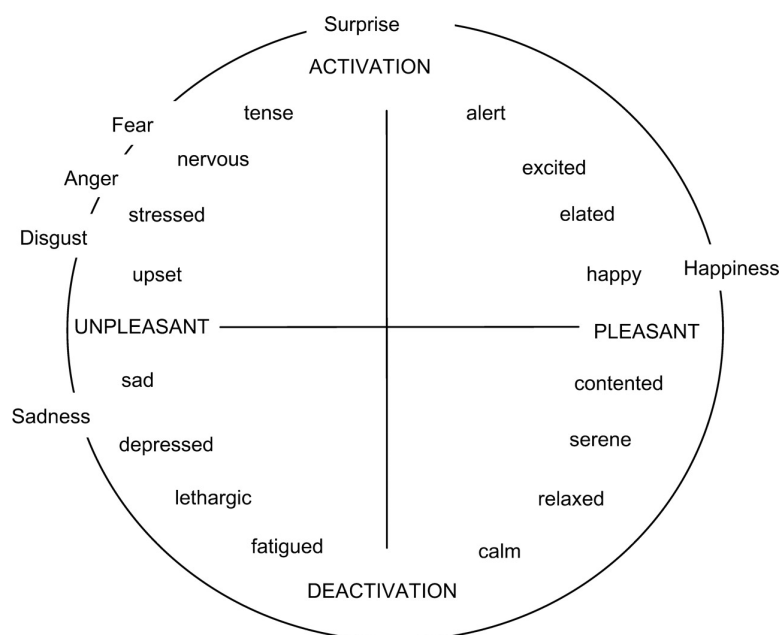 Surprise
ACTIVATION
tense
alert
Fear
nervous
excited
Anger
stressed
elated
Disgust
upset
happy
Happiness
UNPLEASANT
PLEASANT
sad
contented
Sadness
depressed
serene
lethargic
relaxed
fatigued
calm
DEACTIVATION